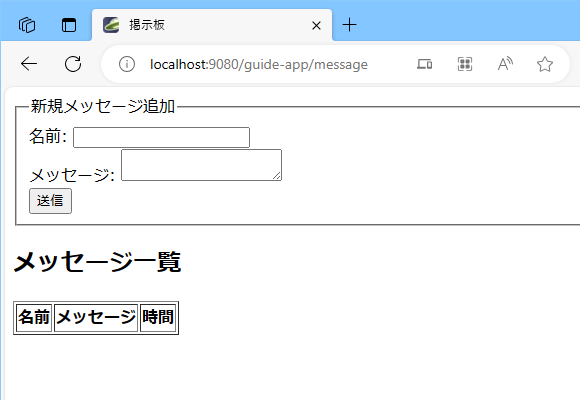 掲示板
localhost:9080/guide-app/message
新規メッセージ追加
名前:
メッセージ:
送信
メッセージ一覧
名前 メッセージ 時間